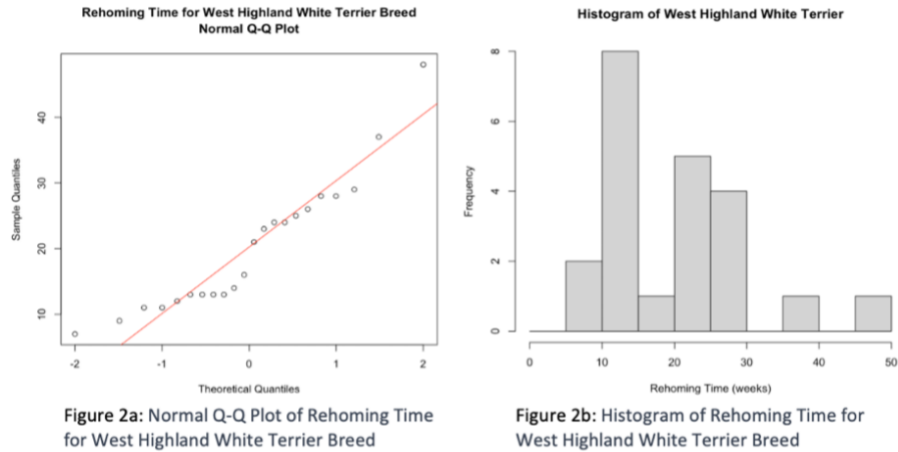 Rehoming Time for West Highland White Terrier Breed
Normal Q-Q Plot
Sample Quantiles
40
30
20
10
-2 -1 0 1 2
Theoretical Quantiles
Figure 2a: Normal Q-Q Plot of Rehoming Time
for West Highland White Terrier Breed
Histogram of West Highland White Terrier
Frequency
8
6
4
2
0
0 10 20 30 40 50
Rehoming Time (weeks)
Figure 2b: Histogram of Rehoming Time for
West Highland White Terrier Breed